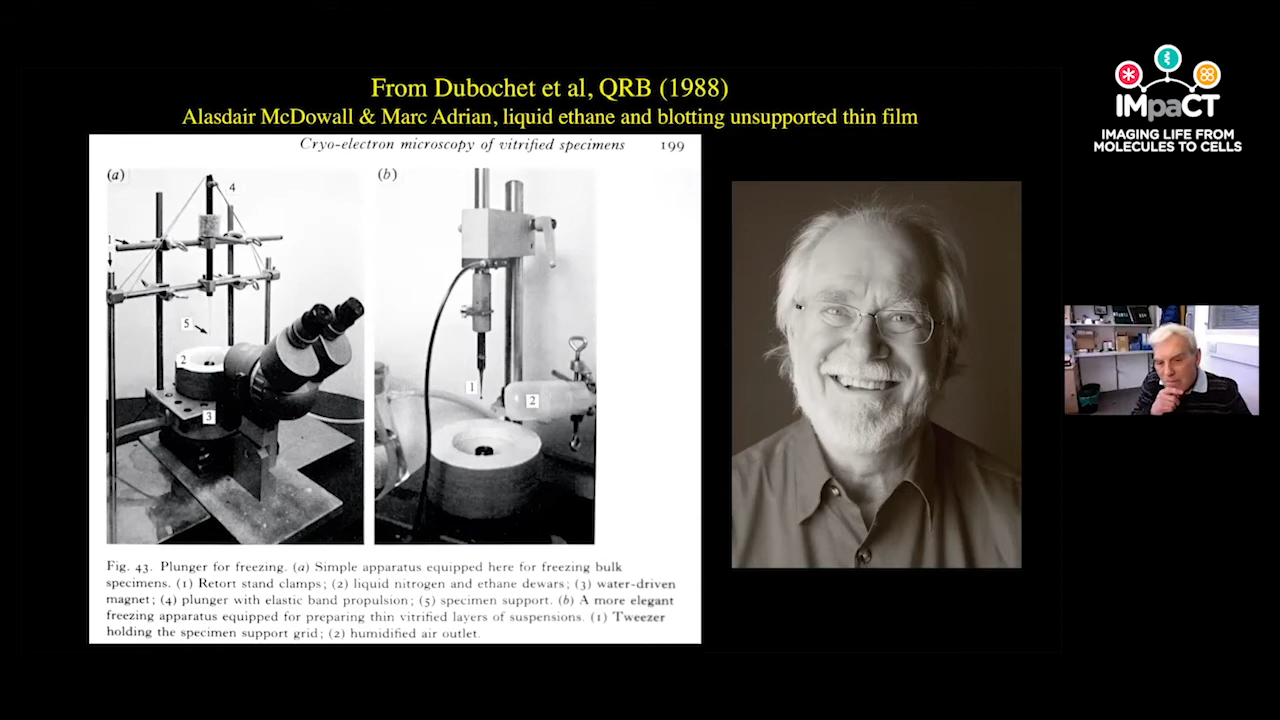 From Dubochet et al, QRB (1988)
Alasdair McDowall & Marc Adrian, liquid ethane and blotting unsupported thin film
Cryo-electron microscopy of vitrified specimens 199
(a)
(b)
4
1
5
2
3
1
2
Fig. 43. Plunger for freezing. (a) Simple apparatus equipped here for freezing bulk
specimens. (1) Retort stand clamps; (2) liquid nitrogen and ethane dewars; (3) water-driven
magnet; (4) plunger with elastic band propulsion; (5) specimen support. (b) A more elegant
freezing apparatus equipped for preparing thin vitrified layers of suspensions. (1) Tweezer
holding the specimen support grid; (2) humidified air outlet.
IMpaCT
IMAGING LIFE FROM
MOLECULES TO CELLS